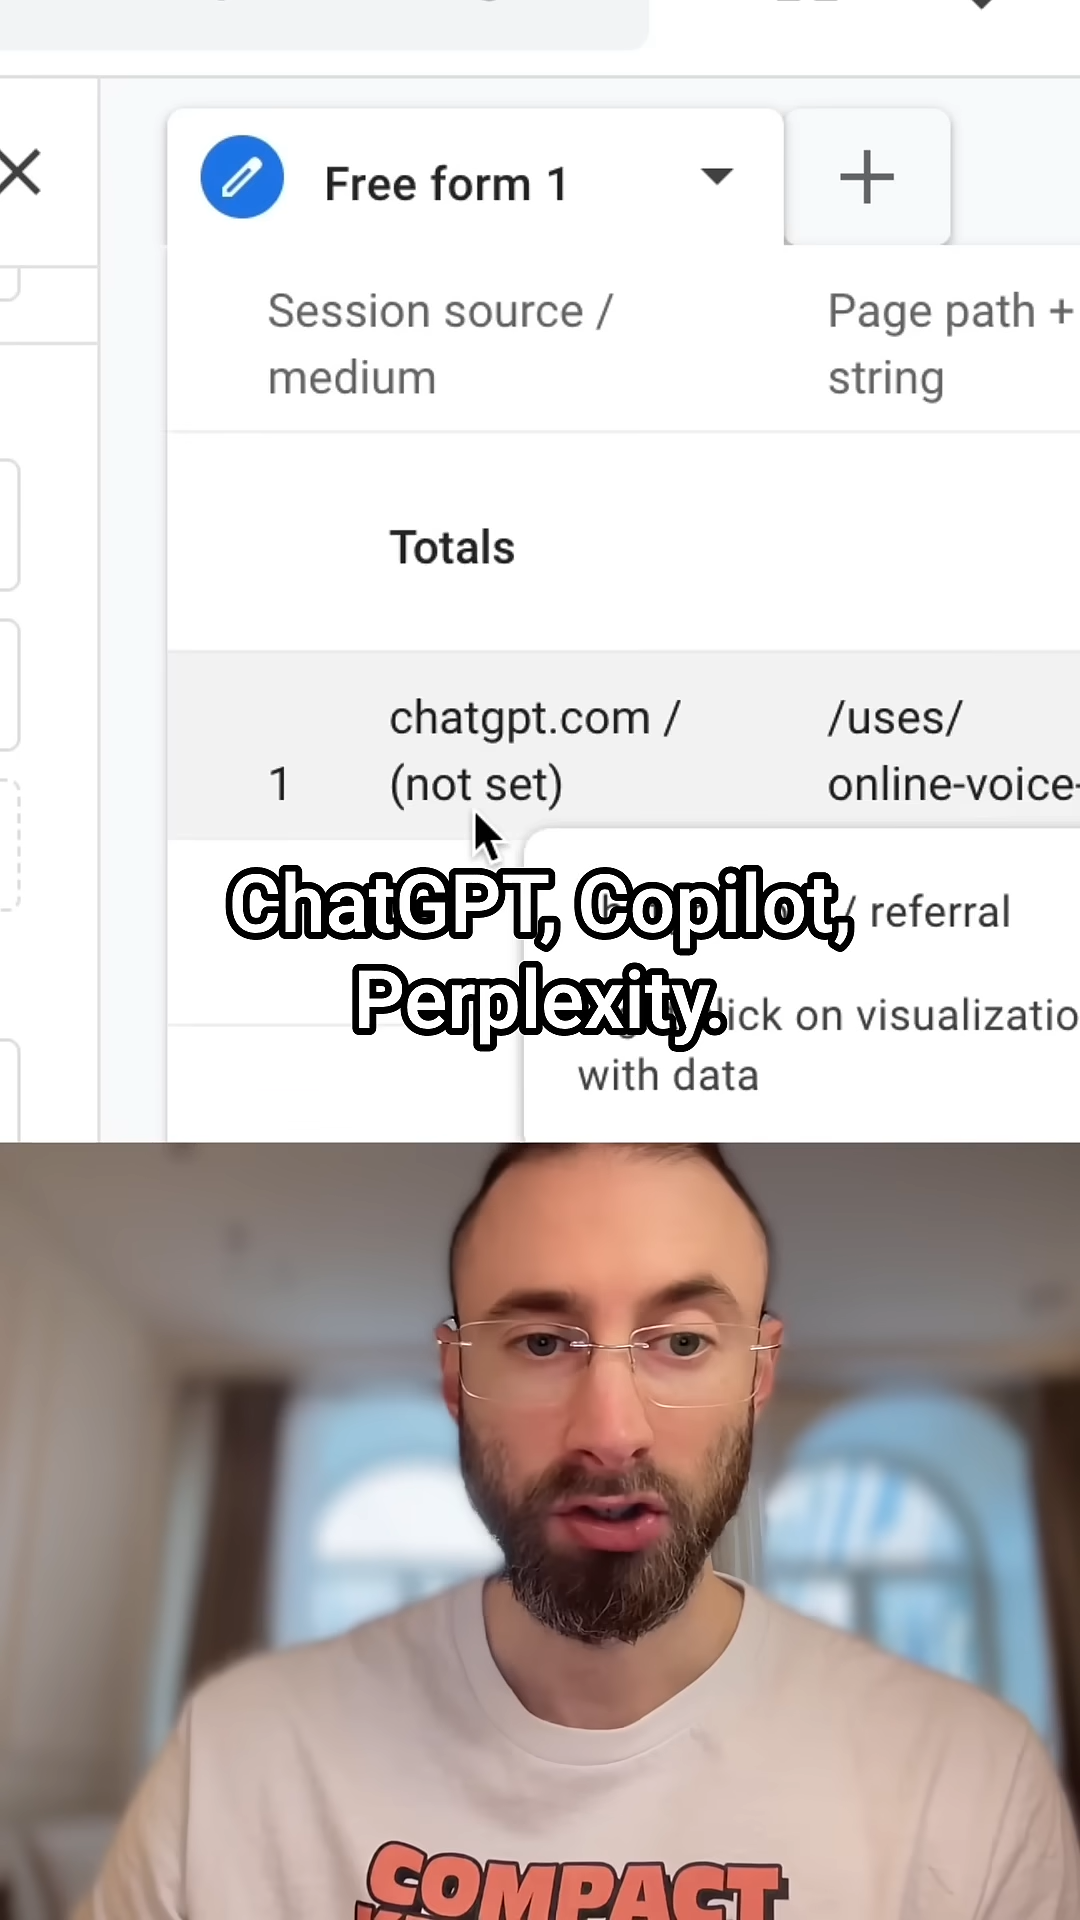 Free form 1
Session source /
medium
Page path +
string
Totals
chatgpt.com /
(not set)
1
/uses/
online-voice-
/ referral
ChatGPT, Copilot,
Perplexity.
click on visualizatio
with data
COMPACT